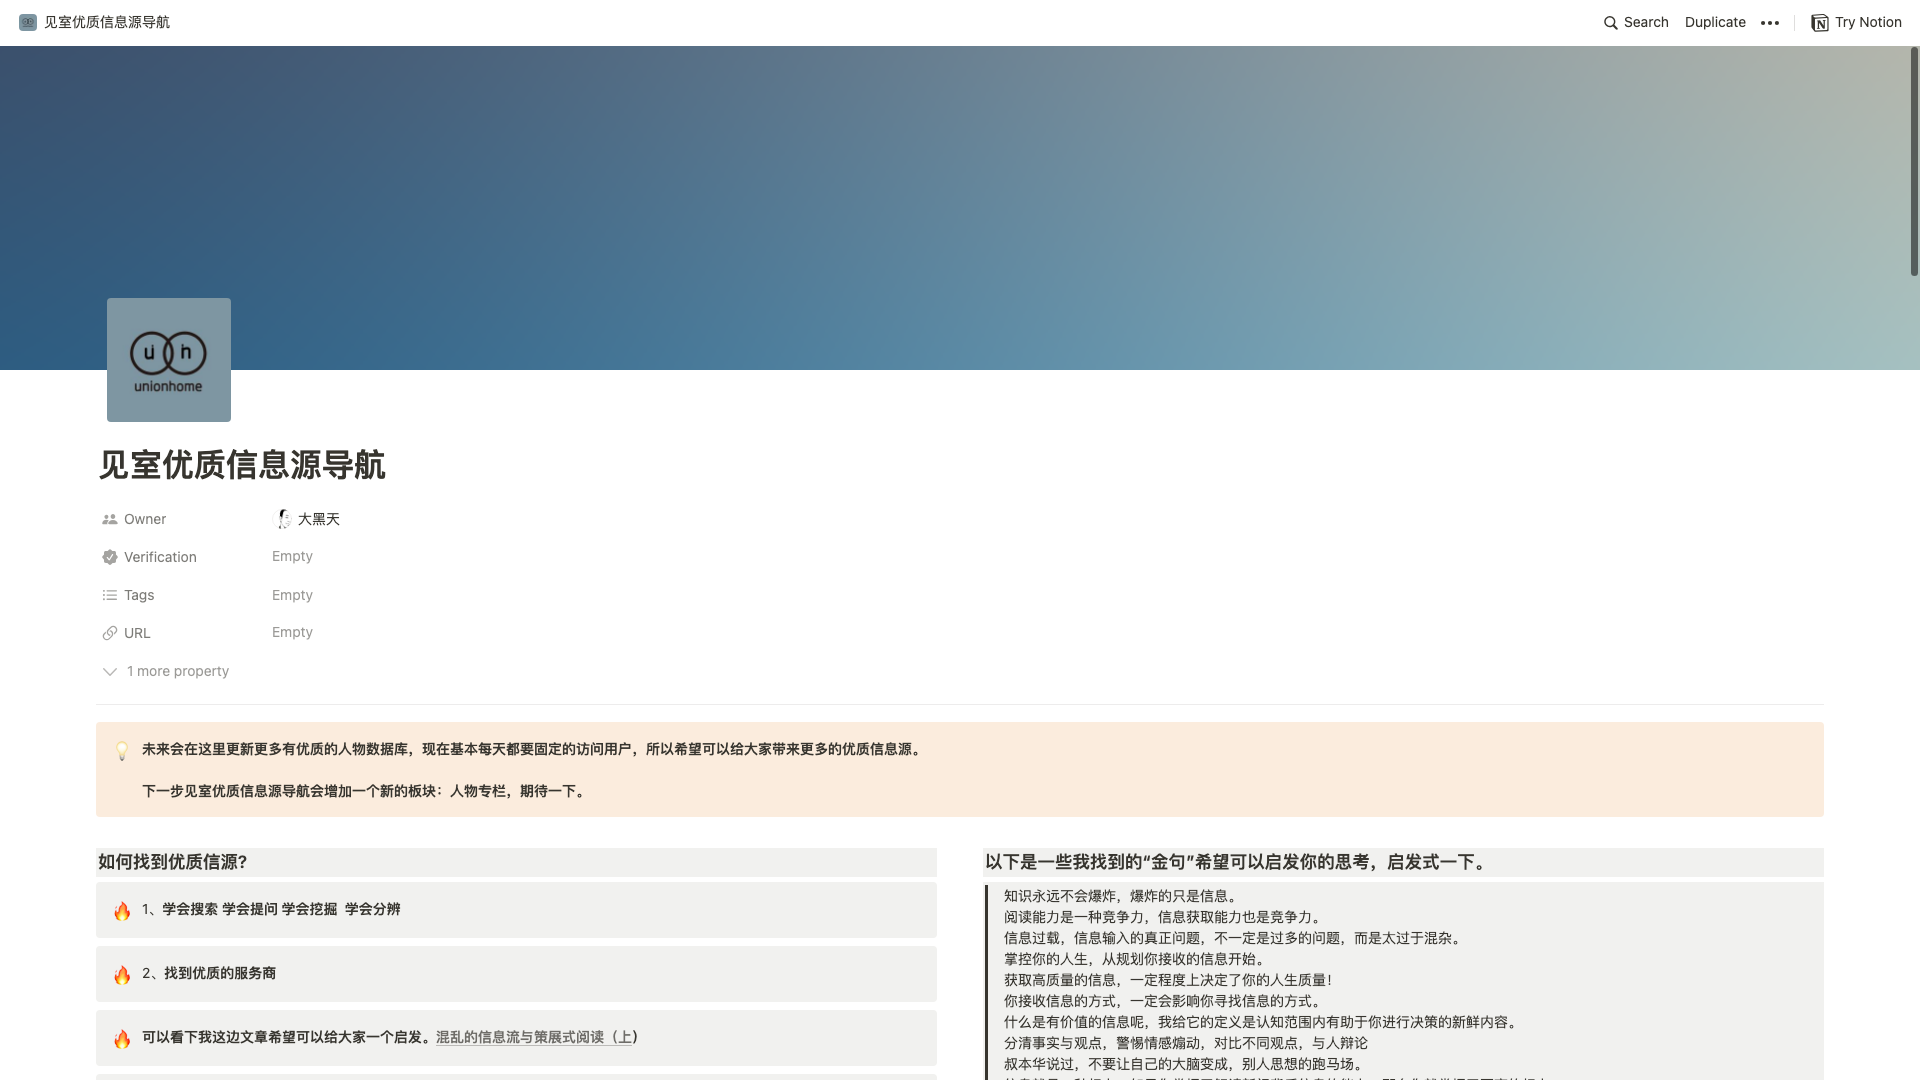 见室优质信息源导航
Search
Duplicate
Try Notion
u h
unionhome
见室优质信息源导航
Owner
大黑天
Verification
Empty
Tags
Empty
URL
Empty
1 more property
未来会在这里更新更多有优质的人物数据库，现在基本每天都要固定的访问用户，所以希望可以给大家带来更多的优质信息源。
下一步见室优质信息源导航会增加一个新的板块：人物专栏，期待一下。
如何找到优质信源?
1、学会搜索 学会提问 学会挖掘  学会分辨
2、找到优质的服务商
可以看下我这边文章希望可以给大家一个启发。混乱的信息流与策展式阅读（上）
以下是一些我找到的“金句”希望可以启发你的思考，启发式一下。
知识永远不会爆炸，爆炸的只是信息。
阅读能力是一种竞争力，信息获取能力也是竞争力。
信息过载，信息输入的真正问题，不一定是过多的问题，而是太过于混杂。
掌控你的人生，从规划你接收的信息开始。
获取高质量的信息，一定程度上决定了你的人生质量！
你接收信息的方式，一定会影响你寻找信息的方式。
什么是有价值的信息呢，我给它的定义是认知范围内有助于你进行决策的新鲜内容。
分清事实与观点，警惕情感煽动，对比不同观点，与人辩论
叔本华说过，不要让自己的大脑变成，别人思想的跑马场。